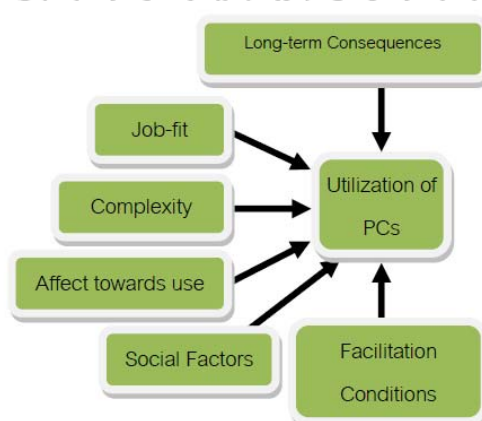 Long-term Consequences
Job-fit
Utilization of
PCs
Complexity
Affect towards use
Social Factors
Facilitation
Conditions